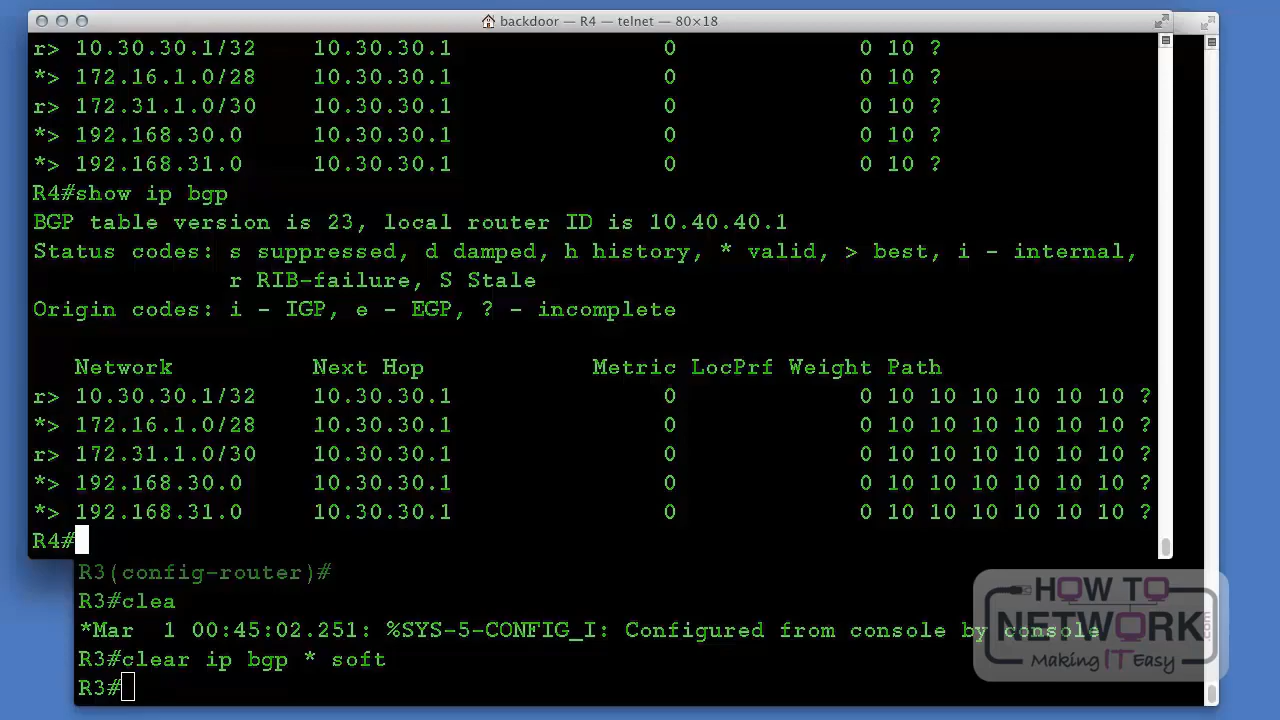 backdoor — R4 — telnet — 80×18
r> 10.30.30.1/32 10.30.30.1 0 0 10 ?
*> 172.16.1.0/28 10.30.30.1 0 0 10 ?
r> 172.31.1.0/30 10.30.30.1 0 0 10 ?
*> 192.168.30.0 10.30.30.1 0 0 10 ?
*> 192.168.31.0 10.30.30.1 0 0 10 ?
R4#show ip bgp
BGP table version is 23, local router ID is 10.40.40.1
Status codes: s suppressed, d damped, h history, * valid, > best, i - internal,
r RIB-failure, S Stale
Origin codes: i - IGP, e - EGP, ? - incomplete
Network Next Hop Metric LocPrf Weight Path
r> 10.30.30.1/32 10.30.30.1 0 0 10 10 10 10 10 10 ?
*> 172.16.1.0/28 10.30.30.1 0 0 10 10 10 10 10 10 ?
r> 172.31.1.0/30 10.30.30.1 0 0 10 10 10 10 10 10 ?
*> 192.168.30.0 10.30.30.1 0 0 10 10 10 10 10 10 ?
*> 192.168.31.0 10.30.30.1 0 0 10 10 10 10 10 10 ?
R4#
R3(config-router)#
R3#clea
*Mar 1 00:45:02.221: %SYS-5-CONFIG_I: Configured from console by console
R3#clear ip bgp * soft
R3#
HOW TO
NETWORK.com
Making IT Easy